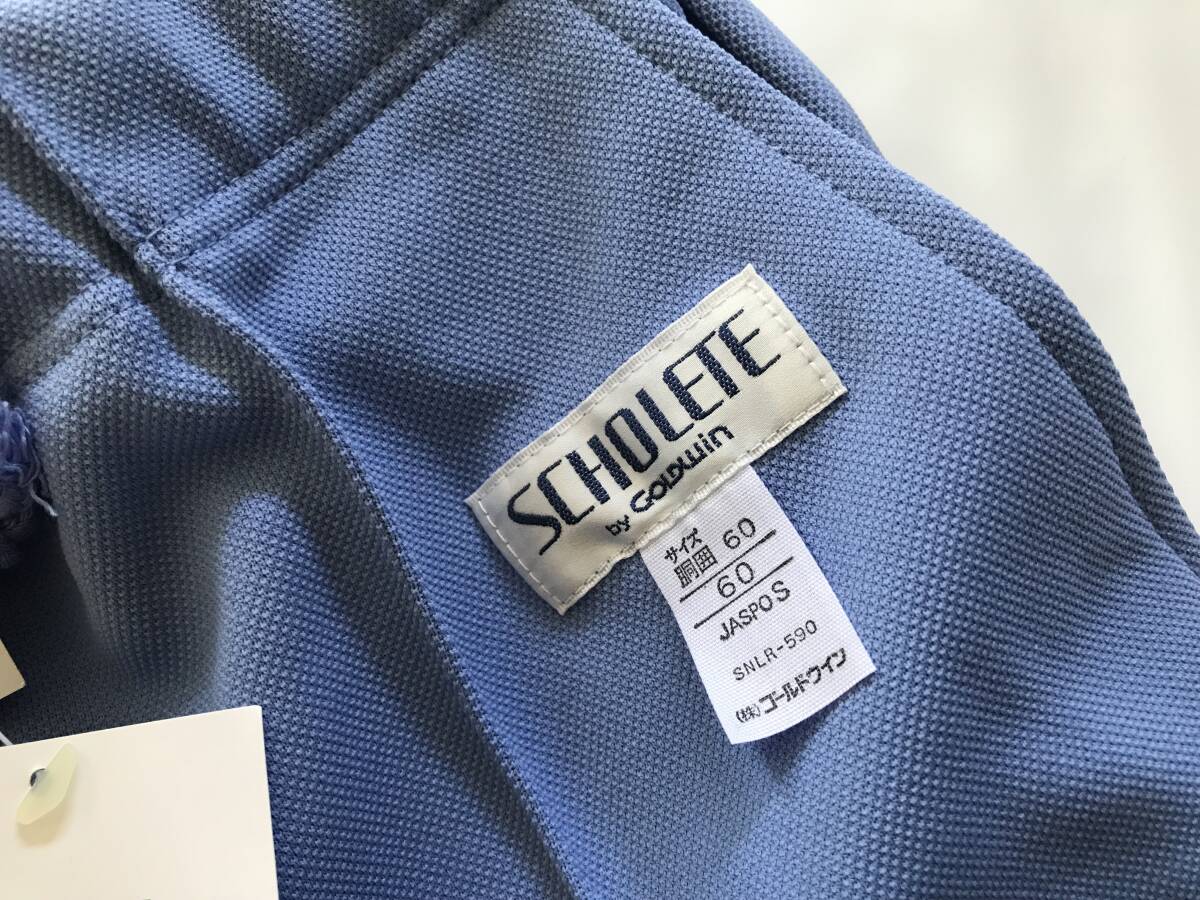 SCHOLETE
by GOLDWin
サイズ
胴囲 60
60
JASPO S
SNLR-590
(株)ゴールドウイン